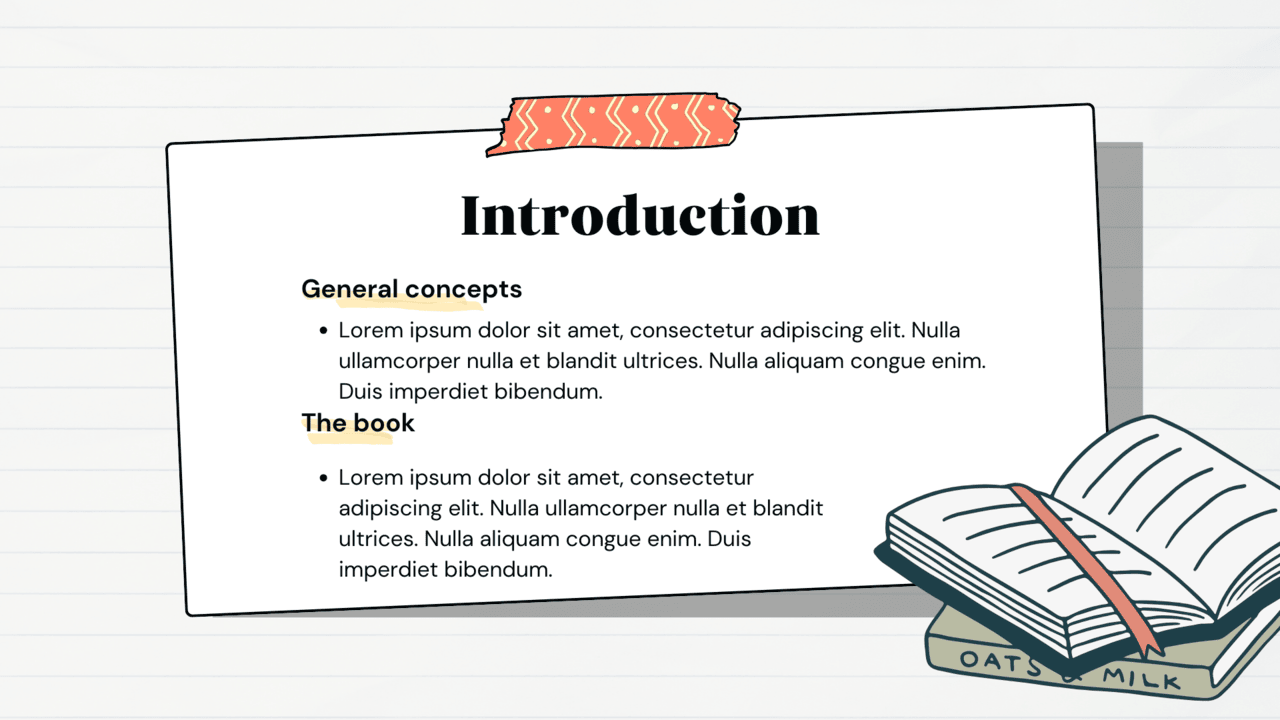 Introduction
General concepts
• Lorem ipsum dolor sit amet, consectetur adipiscing elit. Nulla
ullamcorper nulla et blandit ultrices. Nulla aliquam congue enim.
Duis imperdiet bibendum.
The book
• Lorem ipsum dolor sit amet, consectetur
adipiscing elit. Nulla ullamcorper nulla et blandit
ultrices. Nulla aliquam congue enim. Duis
imperdiet bibendum.
OATS & MILK